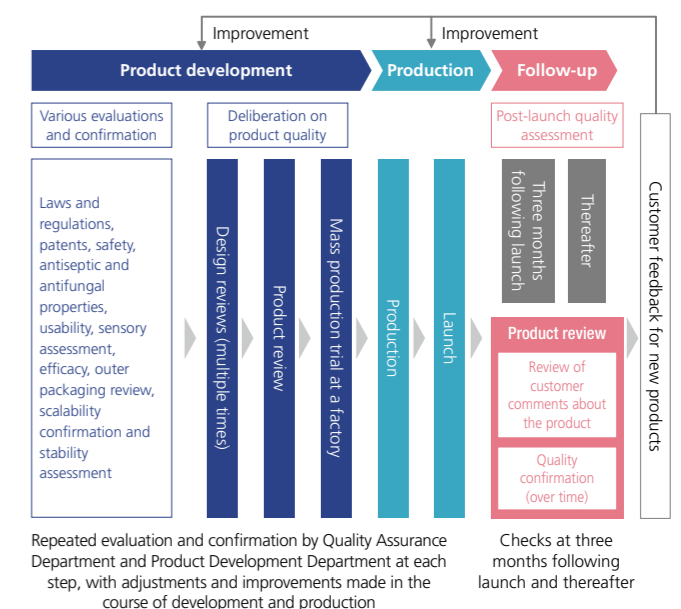 Improvement
Improvement
Product development
Production
Follow-up
Various evaluations
and confirmation
Deliberation on
product quality
Post-launch quality
assessment
Laws and
regulations,
patents, safety,
antiseptic and
antifungal
properties,
usability, sensory
assessment,
efficacy, outer
packaging review,
scalability
confirmation and
stability
assessment
Design reviews (multiple times)
Product review
Mass production trial at a factory
Production
Launch
Three months
following launch
Thereafter
Product review
Review of
customer
comments about
the product
Quality
confirmation
(over time)
Customer feedback for new products
Repeated evaluation and confirmation by Quality Assurance
Department and Product Development Department at each
step, with adjustments and improvements made in the
course of development and production
Checks at three
months following
launch and thereafter